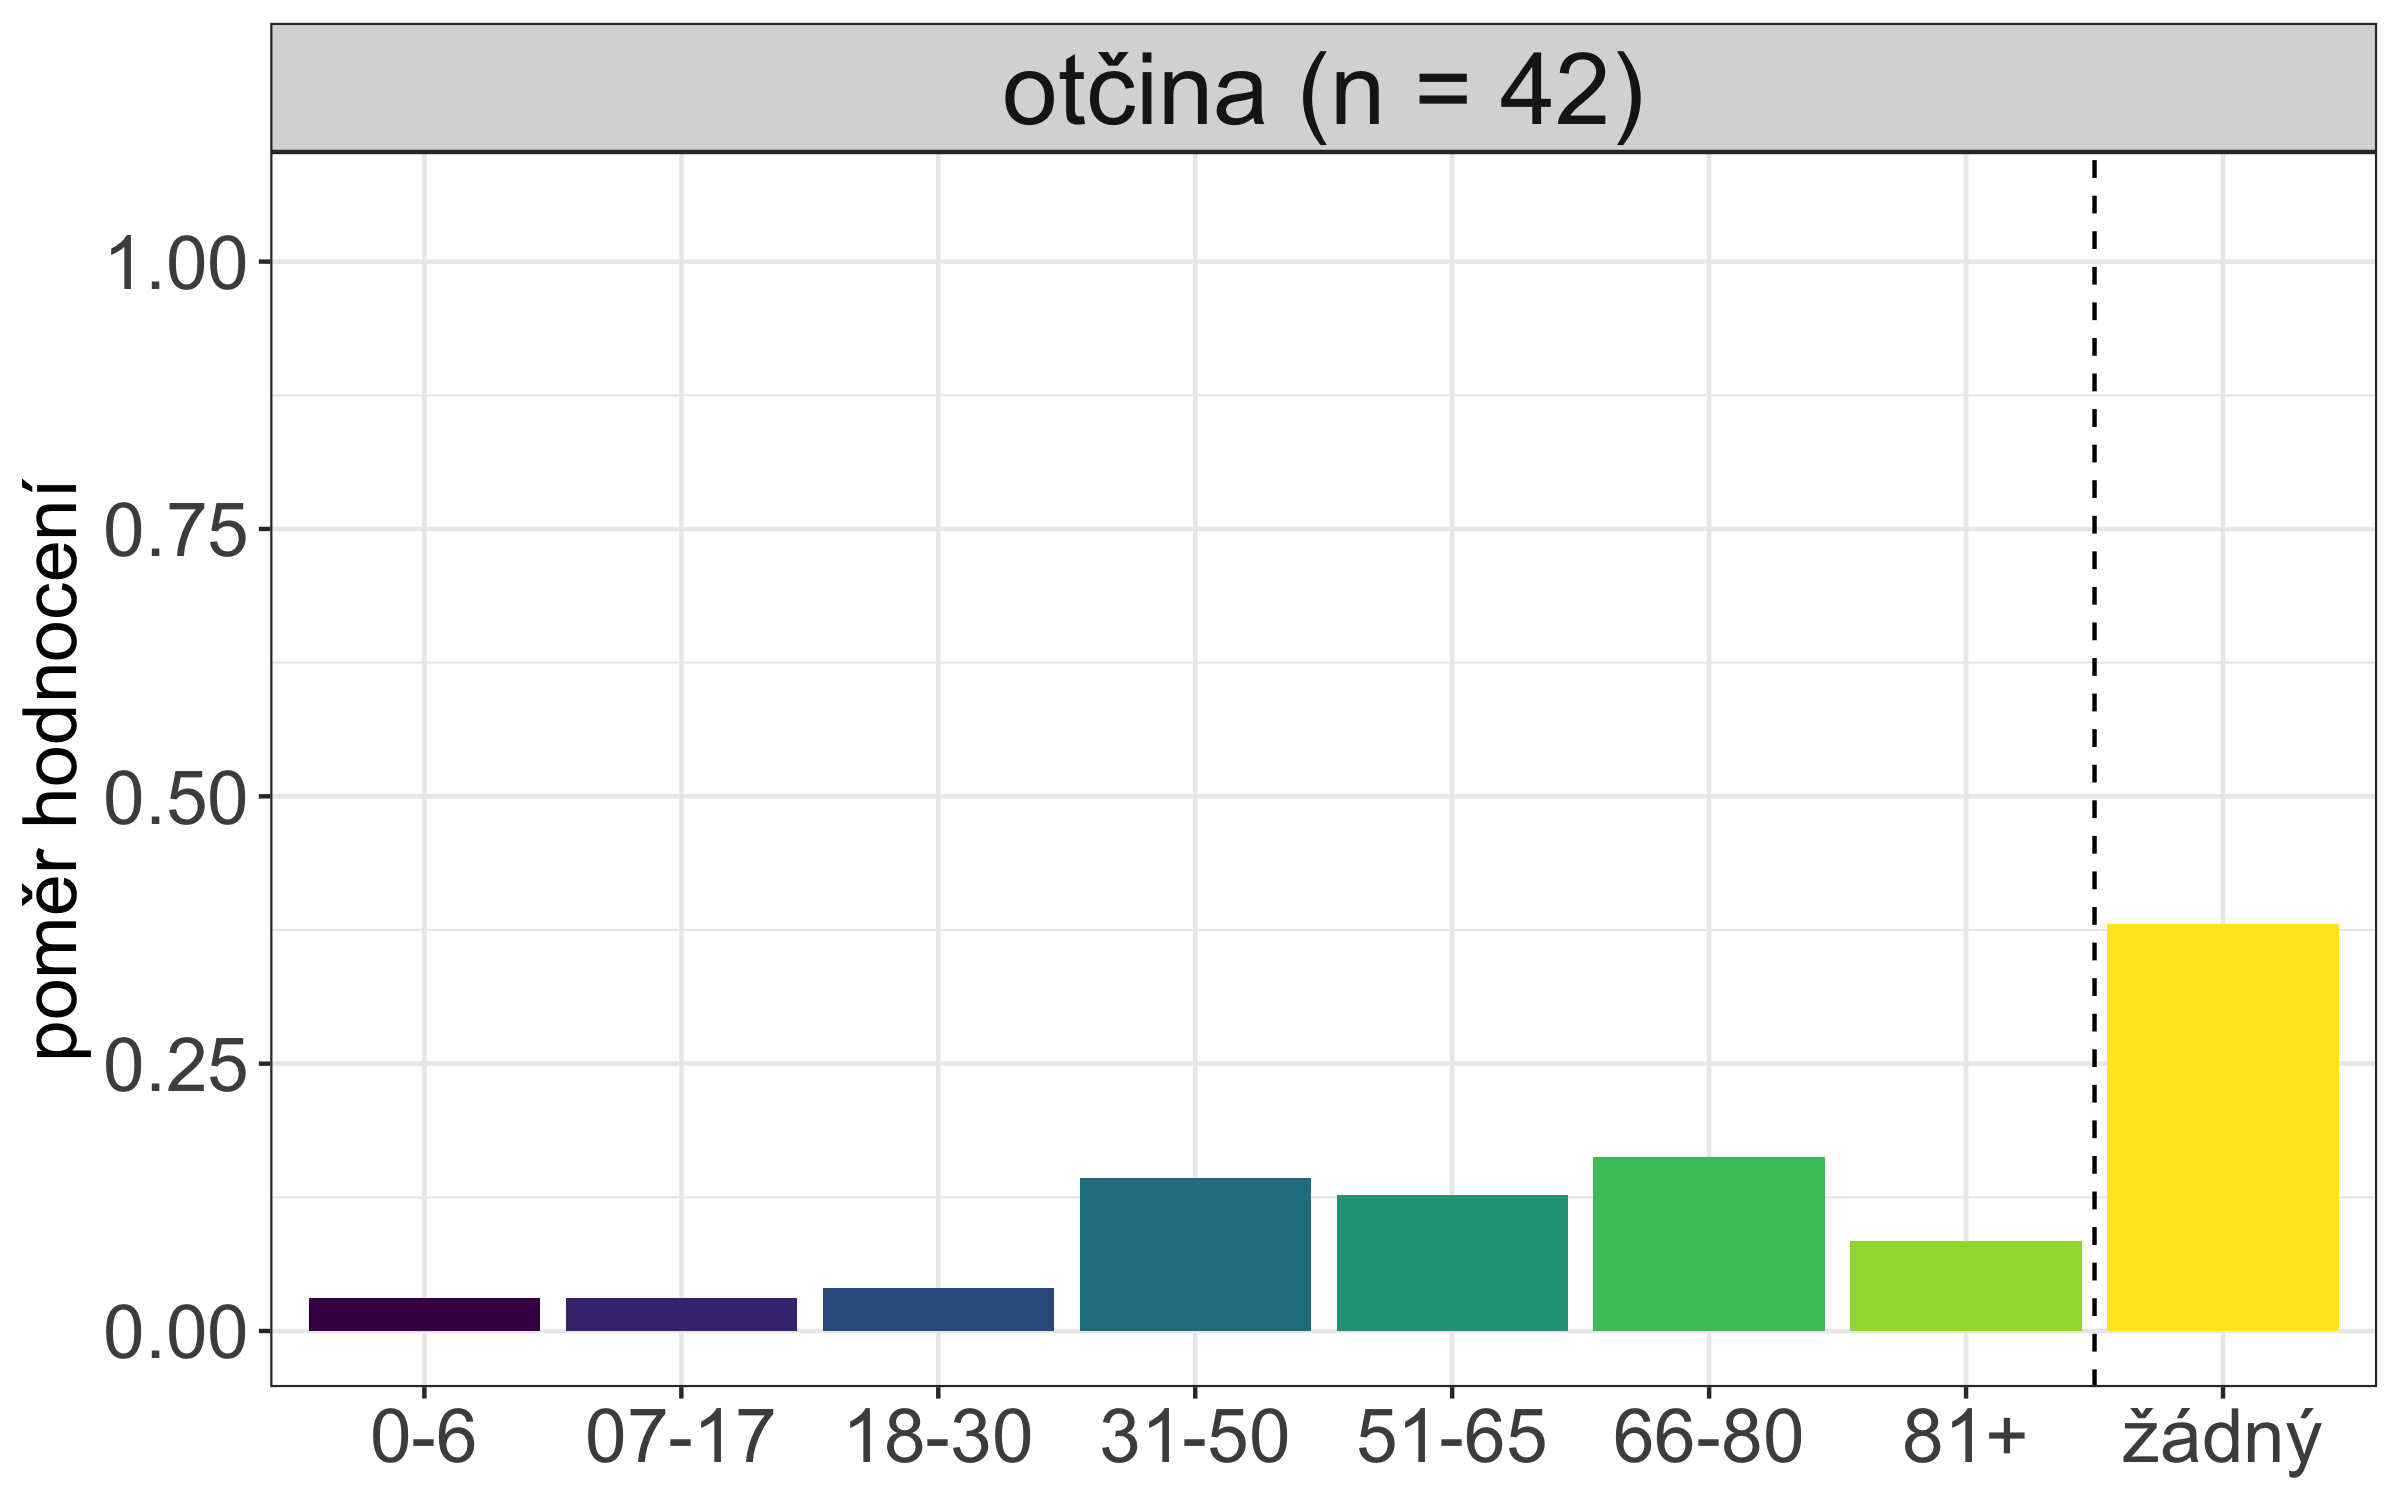 otčina (n = 42)
poměr hodnocení
1.00
0.75
0.50
0.25
0.00
0-6 07-17 18-30 31-50 51-65 66-80 81+ žádný